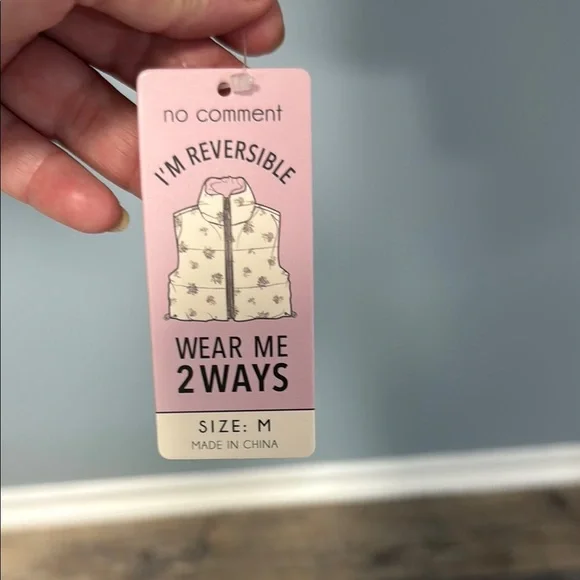 no comment
I'M REVERSIBLE
WEAR ME
2 WAYS
SIZE: M
MADE IN CHINA